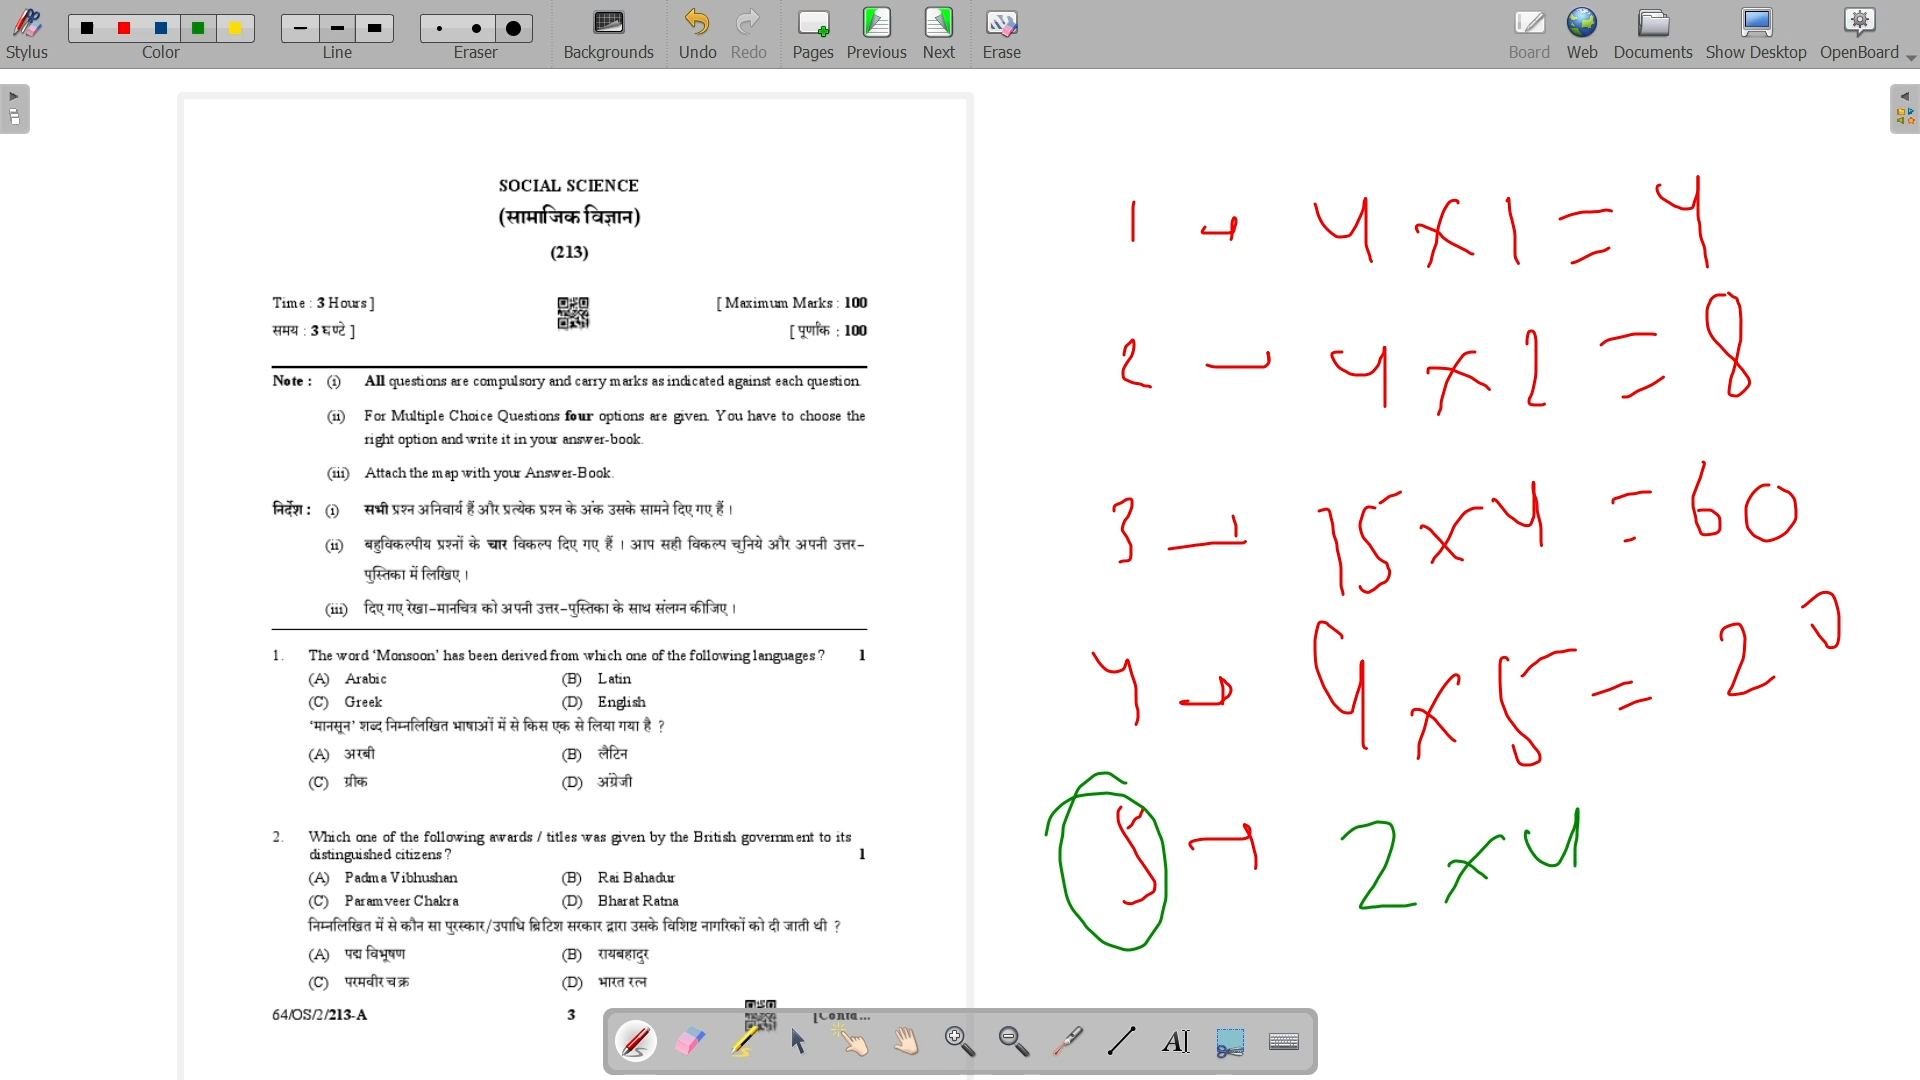 Stylus Color Line Eraser Backgrounds Undo Redo Pages Previous Next Erase Board Web Documents Show Desktop OpenBoard
SOCIAL SCIENCE
(सामाजिक विज्ञान)
(213)
Time : 3 Hours ] [ Maximum Marks : 100
समय : 3 घण्टे ] [ पूर्णांक : 100
Note : (i) All questions are compulsory and carry marks as indicated against each question.
(ii) For Multiple Choice Questions four options are given. You have to choose the
right option and write it in your answer-book.
(iii) Attach the map with your Answer-Book.
निर्देश : (i) सभी प्रश्न अनिवार्य हैं और प्रत्येक प्रश्न के अंक उसके सामने दिए गए हैं ।
(ii) बहुविकल्पीय प्रश्नों के चार विकल्प दिए गए हैं । आप सही विकल्प चुनिये और अपनी उत्तर-
पुस्तिका में लिखिए ।
(iii) दिए गए रेखा-मानचित्र को अपनी उत्तर-पुस्तिका के साथ संलग्न कीजिए ।
1. The word ‘Monsoon’ has been derived from which one of the following languages ? 1
(A) Arabic (B) Latin
(C) Greek (D) English
‘मानसून’ शब्द निम्नलिखित भाषाओं में से किस एक से लिया गया है ?
(A) अरबी (B) लैटिन
(C) ग्रीक (D) अंग्रेजी
2. Which one of the following awards / titles was given by the British government to its
distinguished citizens ? 1
(A) Padma Vibhushan (B) Rai Bahadur
(C) Paramveer Chakra (D) Bharat Ratna
निम्नलिखित में से कौन सा पुरस्कार/उपाधि ब्रिटिश सरकार द्वारा उसके विशिष्ट नागरिकों को दी जाती थी ?
(A) पद्म विभूषण (B) रायबहादुर
(C) परमवीर चक्र (D) भारत रत्न
64/OS/2/213-A 3 [Contd...
1 → 4 × 1 = 4
2 → 4 × 2 = 8
3 → 15 × 4 = 60
4 → 4 × 5 = 20
5 → 2 × 4